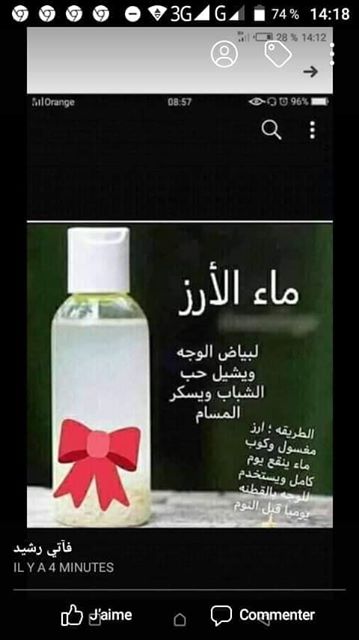 3G G 74 % 14:18
28 % 14:12
Orange 08:57 96%
ماء الأرز
لبياض الوجه
ويشيل حب
الشباب ويسكر
المسام
الطريقه : ارز
مغسول وكوب
ماء ينقع يوم
كامل ويستخدم
للوجه بالقطنه
يوميا قبل النوم
فآتي رشيد
IL Y A 4 MINUTES
J'aime Commenter